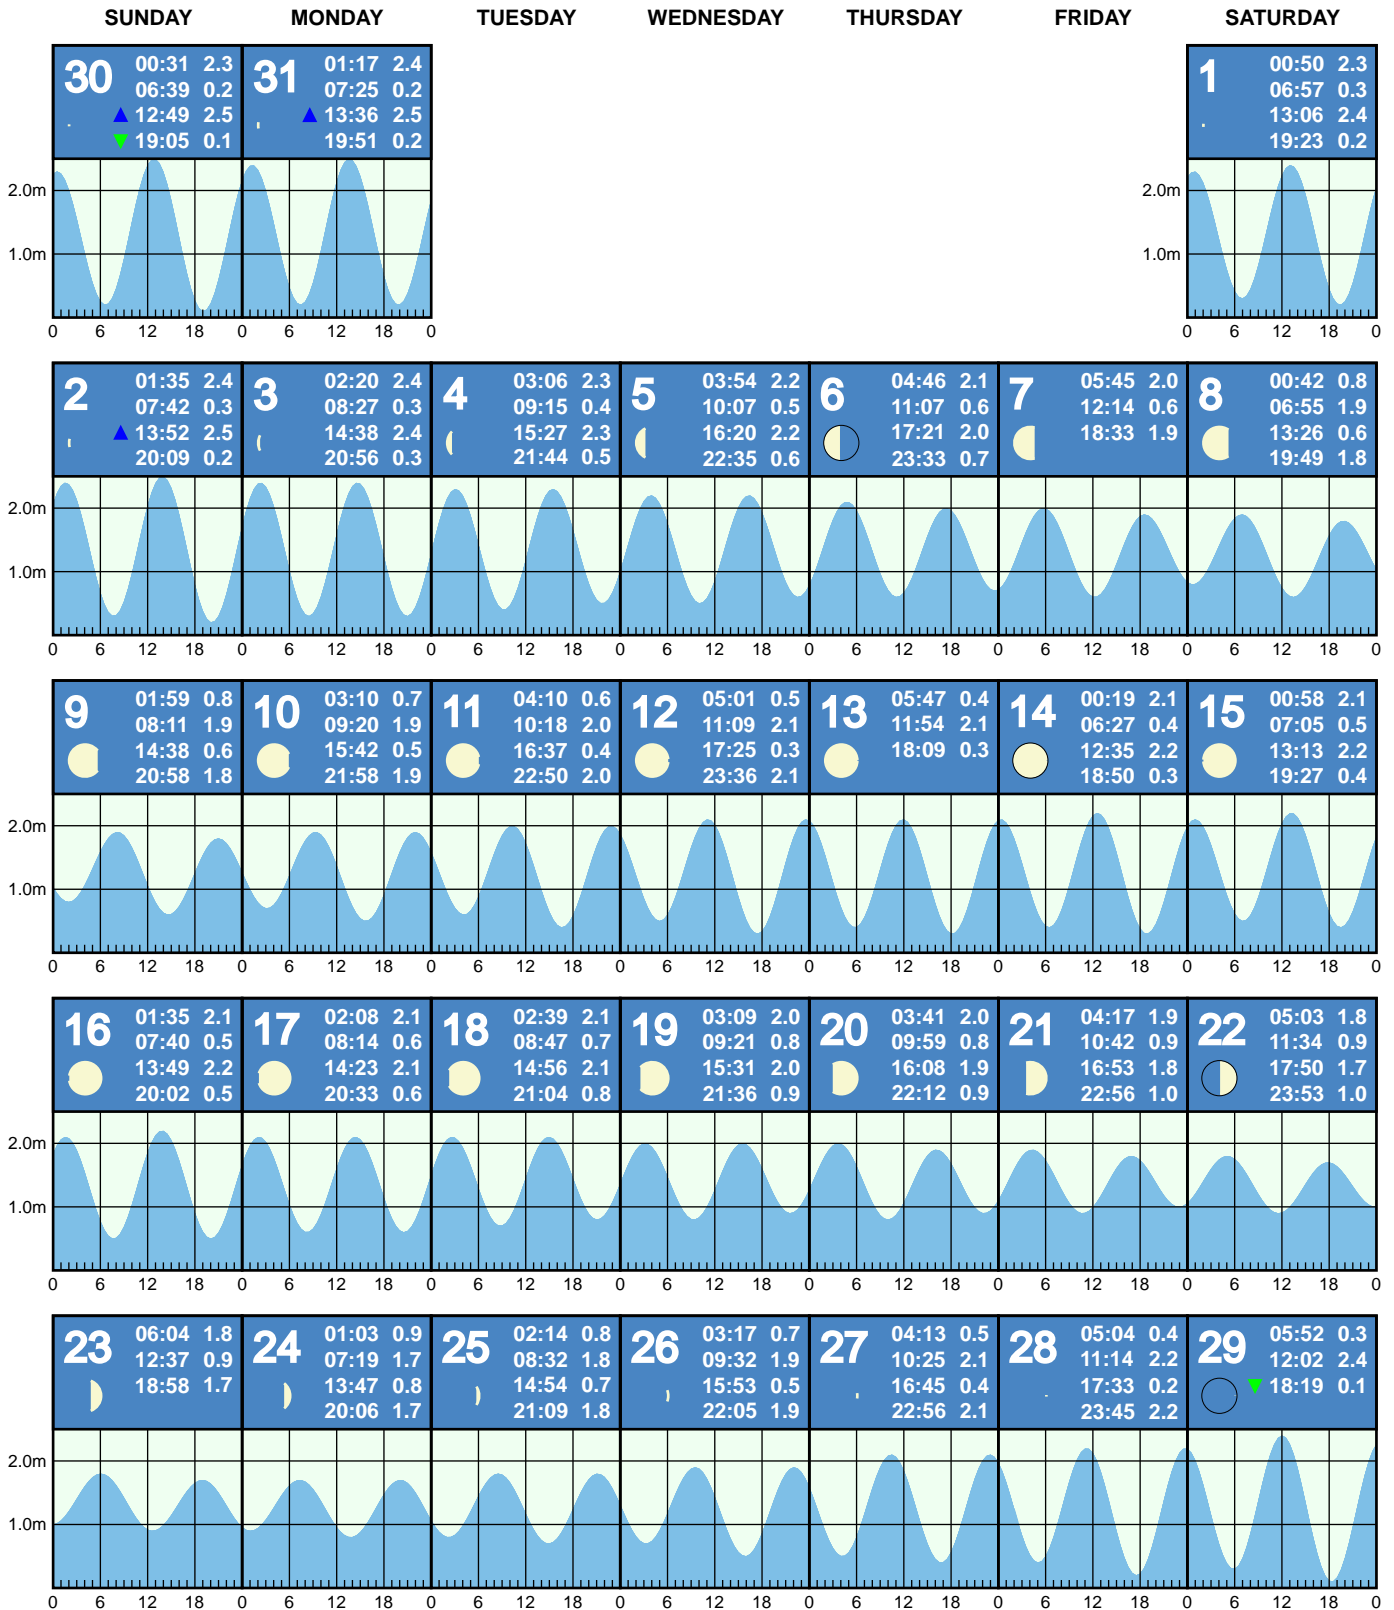 SUNDAY MONDAY TUESDAY WEDNESDAY THURSDAY FRIDAY SATURDAY
30 00:31 2.3
06:39 0.2
12:49 2.5
19:05 0.1
31 01:17 2.4
07:25 0.2
13:36 2.5
19:51 0.2
1 00:50 2.3
06:57 0.3
13:06 2.4
19:23 0.2
2.0m 2.0m
1.0m 1.0m
0 6 12 18 0 6 12 18 0 0 6 12 18 0
2 01:35 2.4
07:42 0.3
13:52 2.5
20:09 0.2
3 02:20 2.4
08:27 0.3
14:38 2.4
20:56 0.3
4 03:06 2.3
09:15 0.4
15:27 2.3
21:44 0.5
5 03:54 2.2
10:07 0.5
16:20 2.2
22:35 0.6
6 04:46 2.1
11:07 0.6
17:21 2.0
23:33 0.7
7 05:45 2.0
12:14 0.6
18:33 1.9
8 00:42 0.8
06:55 1.9
13:26 0.6
19:49 1.8
2.0m
1.0m
0 6 12 18 0 6 12 18 0 6 12 18 0 6 12 18 0 6 12 18 0 6 12 18 0 6 12 18 0
9 01:59 0.8
08:11 1.9
14:38 0.6
20:58 1.8
10 03:10 0.7
09:20 1.9
15:42 0.5
21:58 1.9
11 04:10 0.6
10:18 2.0
16:37 0.4
22:50 2.0
12 05:01 0.5
11:09 2.1
17:25 0.3
23:36 2.1
13 05:47 0.4
11:54 2.1
18:09 0.3
14 00:19 2.1
06:27 0.4
12:35 2.2
18:50 0.3
15 00:58 2.1
07:05 0.5
13:13 2.2
19:27 0.4
2.0m
1.0m
0 6 12 18 0 6 12 18 0 6 12 18 0 6 12 18 0 6 12 18 0 6 12 18 0 6 12 18 0
16 01:35 2.1
07:40 0.5
13:49 2.2
20:02 0.5
17 02:08 2.1
08:14 0.6
14:23 2.1
20:33 0.6
18 02:39 2.1
08:47 0.7
14:56 2.1
21:04 0.8
19 03:09 2.0
09:21 0.8
15:31 2.0
21:36 0.9
20 03:41 2.0
09:59 0.8
16:08 1.9
22:12 0.9
21 04:17 1.9
10:42 0.9
16:53 1.8
22:56 1.0
22 05:03 1.8
11:34 0.9
17:50 1.7
23:53 1.0
2.0m
1.0m
0 6 12 18 0 6 12 18 0 6 12 18 0 6 12 18 0 6 12 18 0 6 12 18 0 6 12 18 0
23 06:04 1.8
12:37 0.9
18:58 1.7
24 01:03 0.9
07:19 1.7
13:47 0.8
20:06 1.7
25 02:14 0.8
08:32 1.8
14:54 0.7
21:09 1.8
26 03:17 0.7
09:32 1.9
15:53 0.5
22:05 1.9
27 04:13 0.5
10:25 2.1
16:45 0.4
22:56 2.1
28 05:04 0.4
11:14 2.2
17:33 0.2
23:45 2.2
29 05:52 0.3
12:02 2.4
18:19 0.1
2.0m
1.0m
0 6 12 18 0 6 12 18 0 6 12 18 0 6 12 18 0 6 12 18 0 6 12 18 0 6 12 18 0